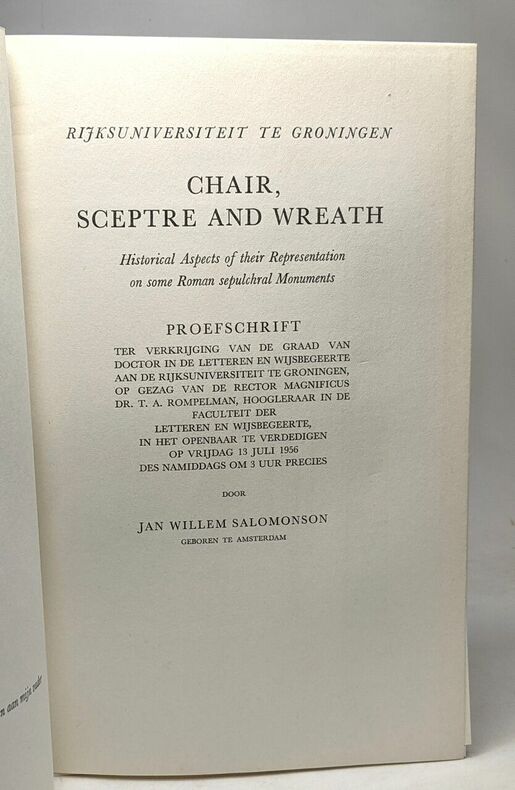 RIJKSUNIVERSITEIT TE GRONINGEN
CHAIR,
SCEPTRE AND WREATH
Historical Aspects of their Representation
on some Roman sepulchral Monuments
PROEFSCHRIFT
TER VERKRIJGING VAN DE GRAAD VAN
DOCTOR IN DE LETTEREN EN WIJSBEGEERTE
AAN DE RIJKSUNIVERSITEIT TE GRONINGEN,
OP GEZAG VAN DE RECTOR MAGNIFICUS
DR. T. A. ROMPELMAN, HOOGLERAAR IN DE
FACULTEIT DER
LETTEREN EN WIJSBEGEERTE,
IN HET OPENBAAR TE VERDEDIGEN
OP VRIJDAG 13 JULI 1956
DES NAMIDDAGS OM 3 UUR PRECIES
DOOR
JAN WILLEM SALOMONSON
GEBOREN TE AMSTERDAM
aan mijn vader